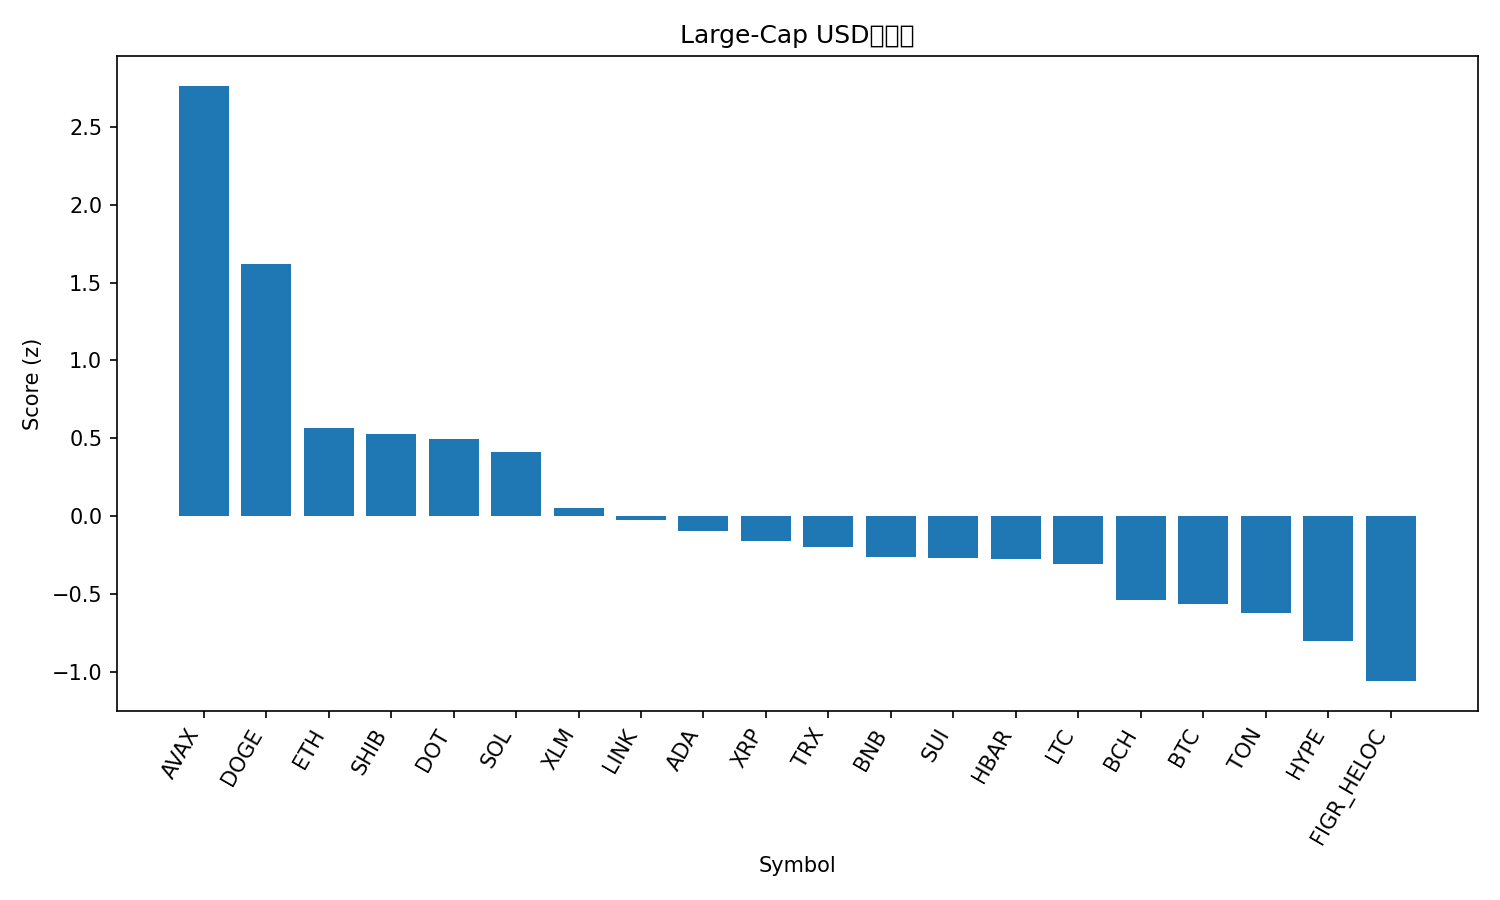 Large-Cap USD
Score (z)
2.5
2.0
1.5
1.0
0.5
0.0
−0.5
−1.0
AVAX
DOGE
ETH
SHIB
DOT
SOL
XLM
LINK
ADA
XRP
TRX
BNB
SUI
HBAR
LTC
BCH
BTC
TON
HYPE
FIGR_HELOC
Symbol